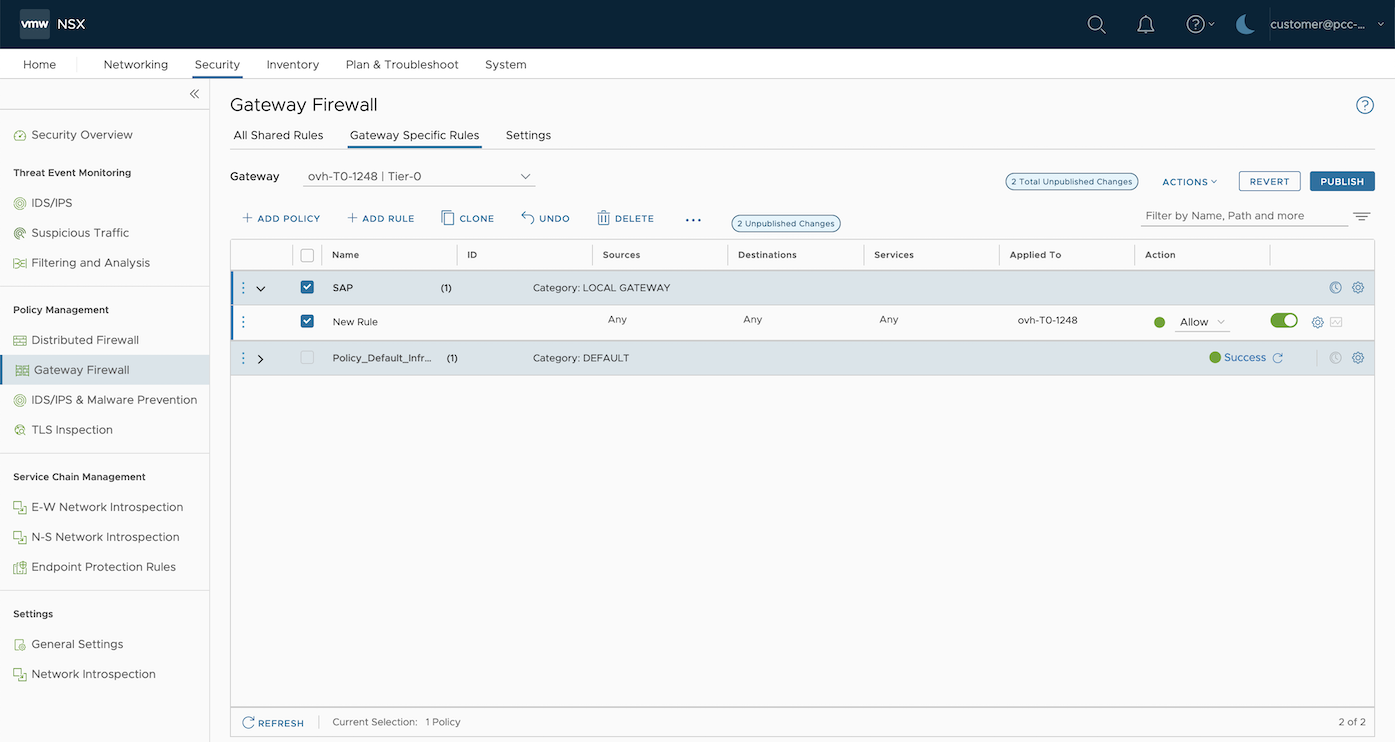 vmw NSX customer@pcc-...
Home Networking Security Inventory Plan & Troubleshoot System
Security Overview
Threat Event Monitoring
IDS/IPS
Suspicious Traffic
Filtering and Analysis
Policy Management
Distributed Firewall
Gateway Firewall
IDS/IPS & Malware Prevention
TLS Inspection
Service Chain Management
E-W Network Introspection
N-S Network Introspection
Endpoint Protection Rules
Settings
General Settings
Network Introspection
Gateway Firewall
All Shared Rules Gateway Specific Rules Settings
Gateway ovh-T0-1248 | Tier-0 2 Total Unpublished Changes ACTIONS REVERT PUBLISH
ADD POLICY ADD RULE CLONE UNDO DELETE ... 2 Unpublished Changes Filter by Name, Path and more
Name ID Sources Destinations Services Applied To Action
SAP (1) Category: LOCAL GATEWAY
New Rule Any Any Any ovh-T0-1248 Allow
Policy_Default_Infr... (1) Category: DEFAULT Success
REFRESH Current Selection: 1 Policy 2 of 2